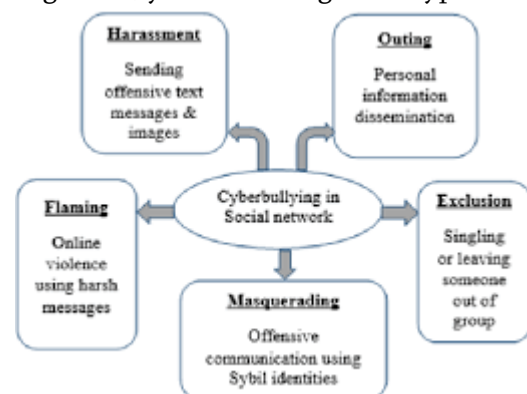 Harassment
Sending
offensive text
messages &
images
Outing
Personal
information
dissemination
Cyberbullying in
Social network
Flaming
Online
violence
using harsh
messages
Exclusion
Singling
or leaving
someone
out of
group
Masquerading
Offensive
communication using
Sybil identities